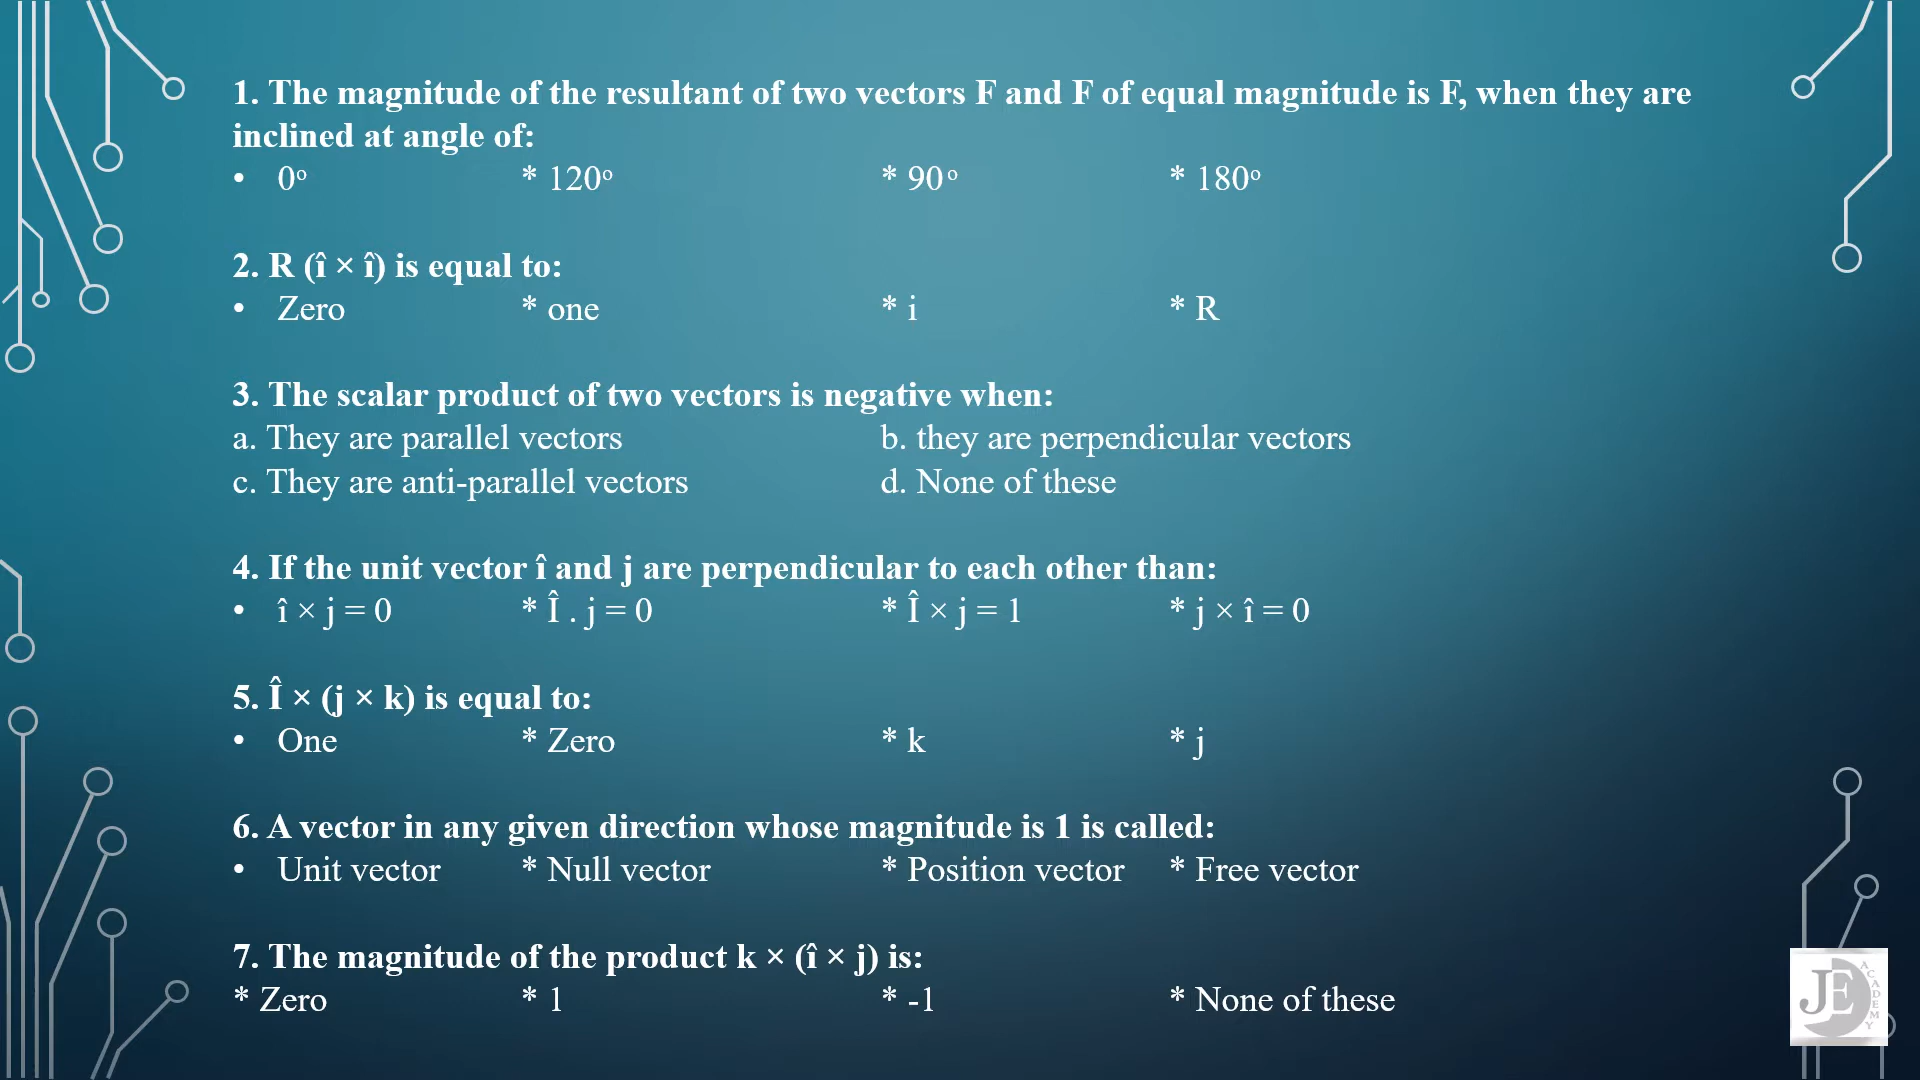 1. The magnitude of the resultant of two vectors F and F of equal magnitude is F, when they are
inclined at angle of:
• 0º * 120º * 90º * 180º
2. R (î × î) is equal to:
• Zero * one * i * R
3. The scalar product of two vectors is negative when:
a. They are parallel vectors b. they are perpendicular vectors
c. They are anti-parallel vectors d. None of these
4. If the unit vector î and j are perpendicular to each other than:
• î × j = 0 * Î . j = 0 * Î × j = 1 * j × î = 0
5. Î × (j × k) is equal to:
• One * Zero * k * j
6. A vector in any given direction whose magnitude is 1 is called:
• Unit vector * Null vector * Position vector * Free vector
7. The magnitude of the product k × (î × j) is:
* Zero * 1 * -1 * None of these
JE ACADEMY